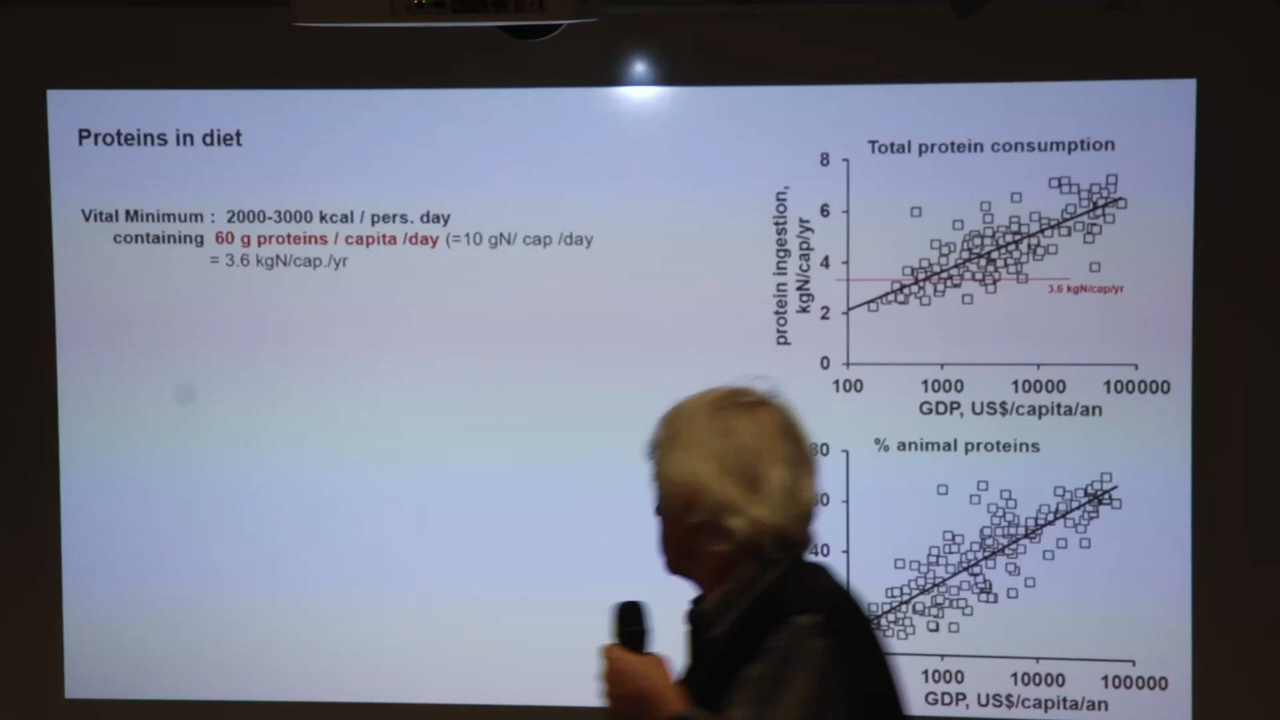 Proteins in diet
Vital Minimum : 2000-3000 kcal / pers. day
containing 60 g proteins / capita /day (=10 gN/ cap /day
= 3.6 kgN/cap./yr
Total protein consumption
protein ingestion,
kgN/cap/yr
8
6
4
2
0
3.6 kgN/cap/yr
100 1000 10000 100000
GDP, US$/capita/an
% animal proteins
40
1000 10000 100000
GDP, US$/capita/an